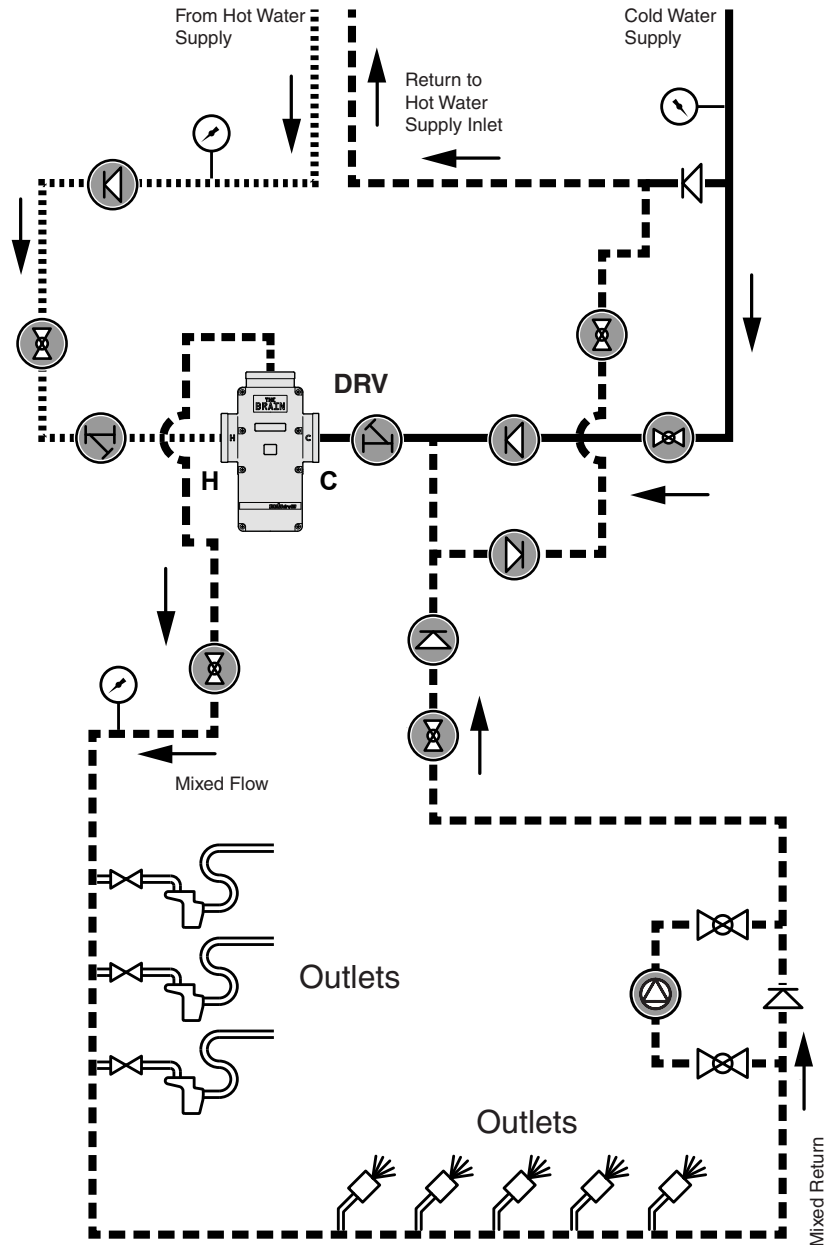 From Hot Water
Supply
Return to
Hot Water
Supply Inlet
Cold Water
Supply
DRV
THE
BRAIN
H
C
H
C
Mixed Flow
Outlets
Outlets
Mixed Return